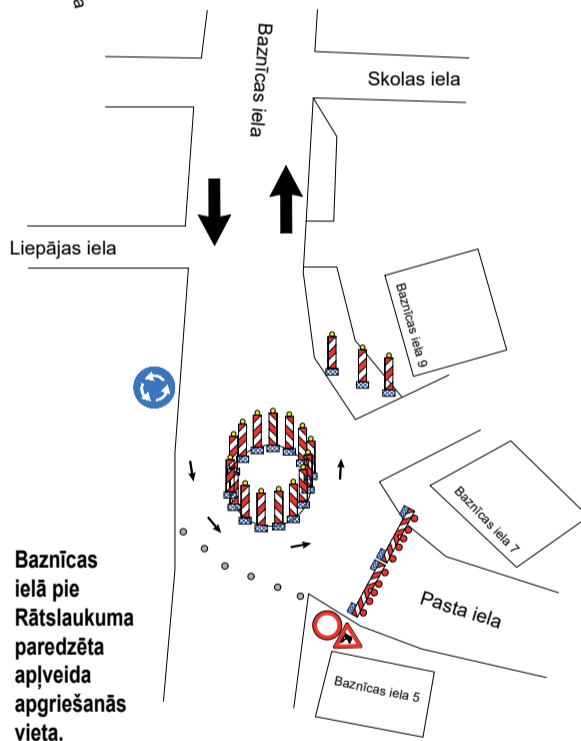 a
Baznīcas iela
Skolas iela
Liepājas iela
Baznīcas iela 9
Baznīcas iela 7
Baznīcas
ielā pie
Rātslaukuma
paredzēta
apļveida
apgriešanās
vieta.
Pasta iela
Baznīcas iela 5